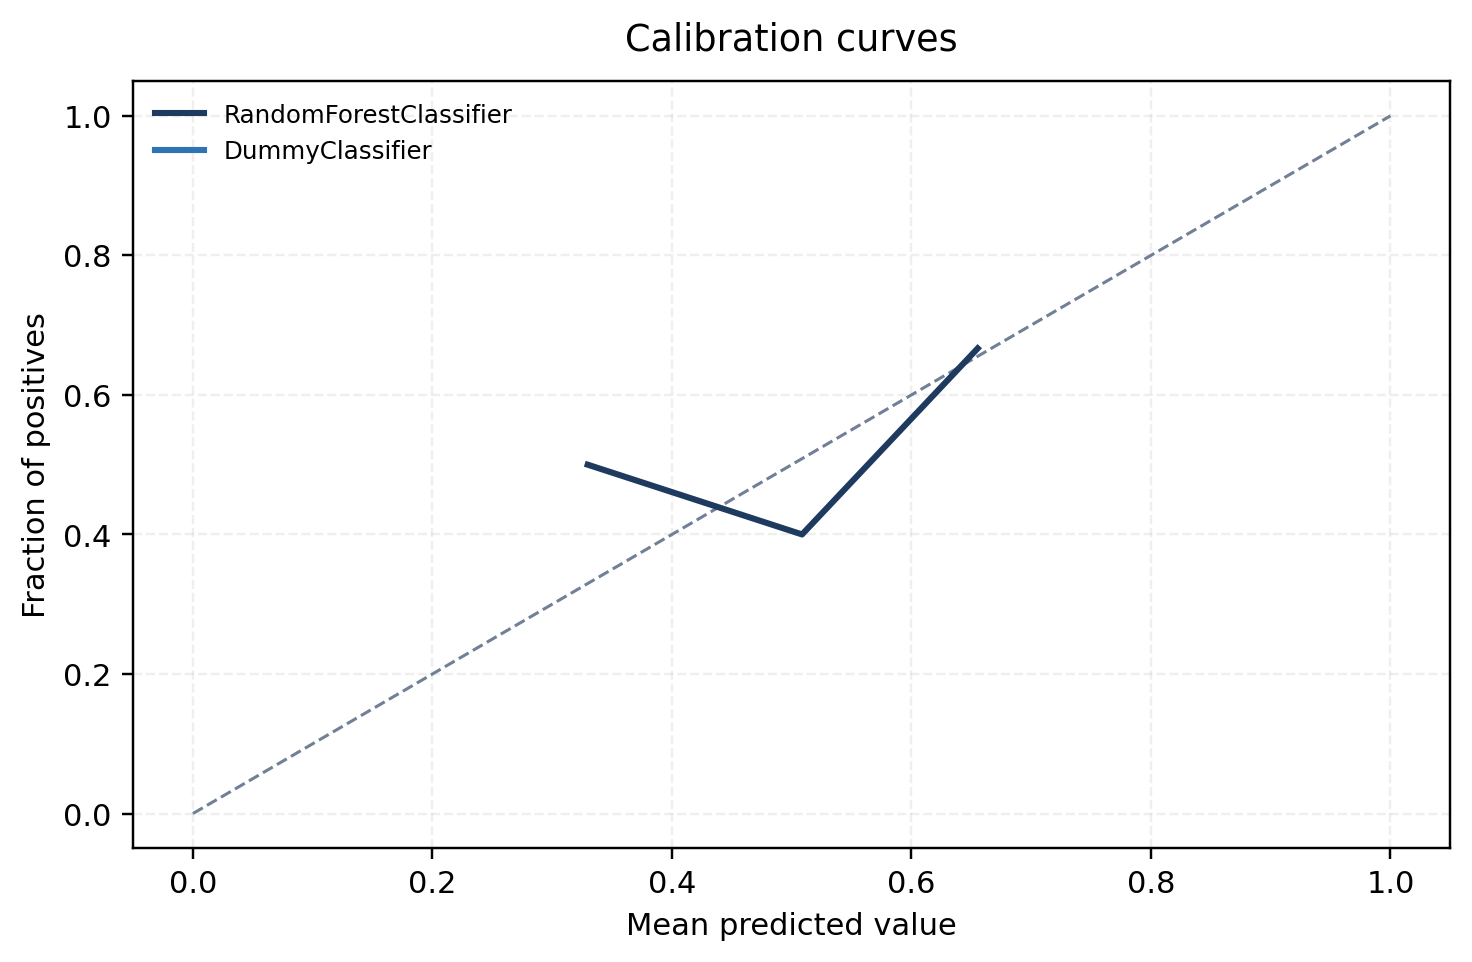 Calibration curves
RandomForestClassifier
DummyClassifier
1.0
0.8
0.6
0.4
0.2
0.0
Fraction of positives
0.0 0.2 0.4 0.6 0.8 1.0
Mean predicted value